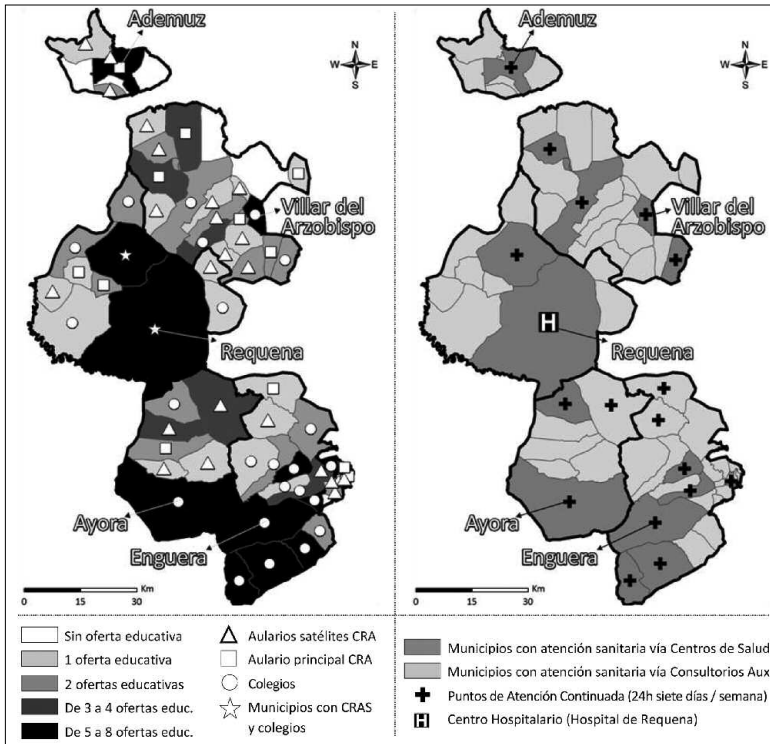 Ademuz
N
W E
S
Villar del
Arzobispo
Requena
Ayora
Enguera
0 15 30
Km
Sin oferta educativa
1 oferta educativa
2 ofertas educativas
De 3 a 4 ofertas educ.
De 5 a 8 ofertas educ.
Aularios satélites CRA
Aulario principal CRA
Colegios
Municipios con CRAS
y colegios
Ademuz
N
W E
S
Villar del
Arzobispo
H
Requena
Ayora
Enguera
0 15 30
Km
Municipios con atención sanitaria vía Centros de Salud
Municipios con atención sanitaria vía Consultorios Aux
Puntos de Atención Continuada (24h siete días / semana)
H Centro Hospitalario (Hospital de Requena)